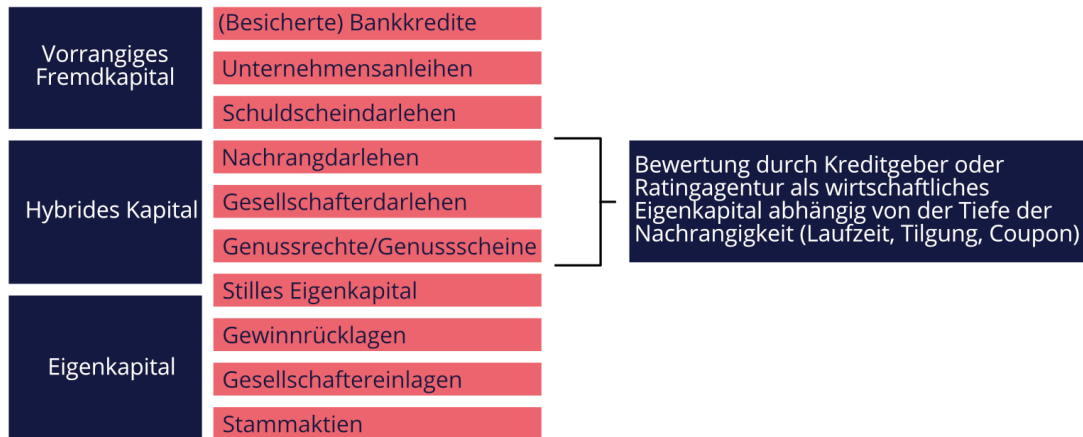 Vorrangiges
Fremdkapital
(Besicherte) Bankkredite
Unternehmensanleihen
Schuldscheindarlehen
Hybrides Kapital
Nachrangdarlehen
Gesellschafterdarlehen
Genussrechte/Genussscheine
Stilles Eigenkapital
Bewertung durch Kreditgeber oder
Ratingagentur als wirtschaftliches
Eigenkapital abhängig von der Tiefe der
Nachrangigkeit (Laufzeit, Tilgung, Coupon)
Eigenkapital
Gewinnrücklagen
Gesellschaftereinlagen
Stammaktien